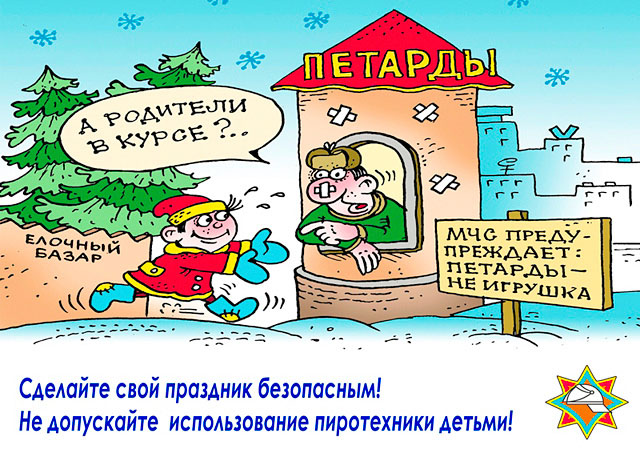 ПЕТАРДЫ
А РОДИТЕЛИ
В КУРСЕ?..
ЕЛОЧНЫЙ
БАЗАР
МЧС ПРЕДУ-
ПРЕЖДАЕТ:
ПЕТАРДЫ—
НЕ ИГРУШКА
Сделайте свой праздник безопасным!
Не допускайте использование пиротехники детьми!